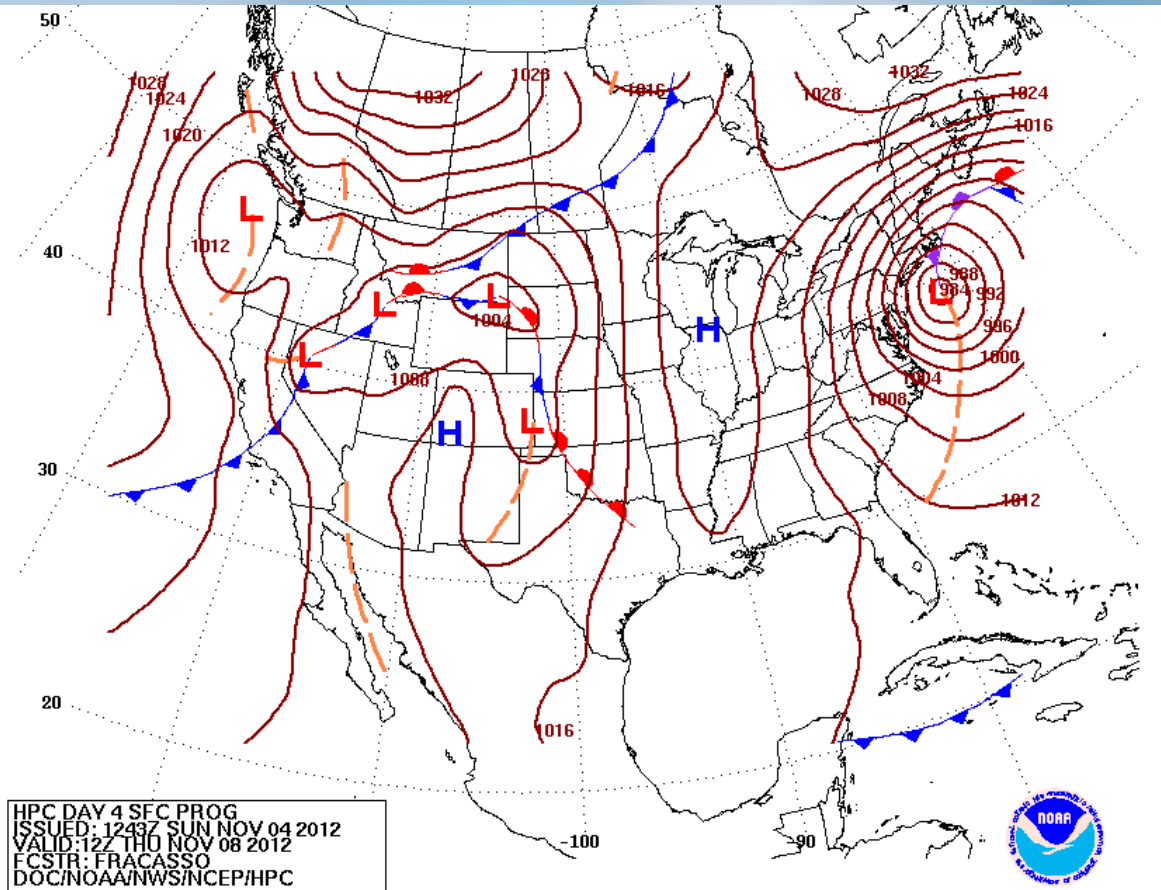 50
1028
1024
1020
1032
1028
1016
1032
1028
1024
1016
40
L
1012
L
L
1004
L
1008
H
H
L
988
984
992
996
1000
1004
1008
1012
L
30
20
1016
-100
-90
HPC DAY 4 SFC PROG
ISSUED: 1243Z SUN NOV 04 2012
VALID:12Z THU NOV 08 2012
FCSTR: FRACASSO
DOC/NOAA/NWS/NCEP/HPC
NOAA